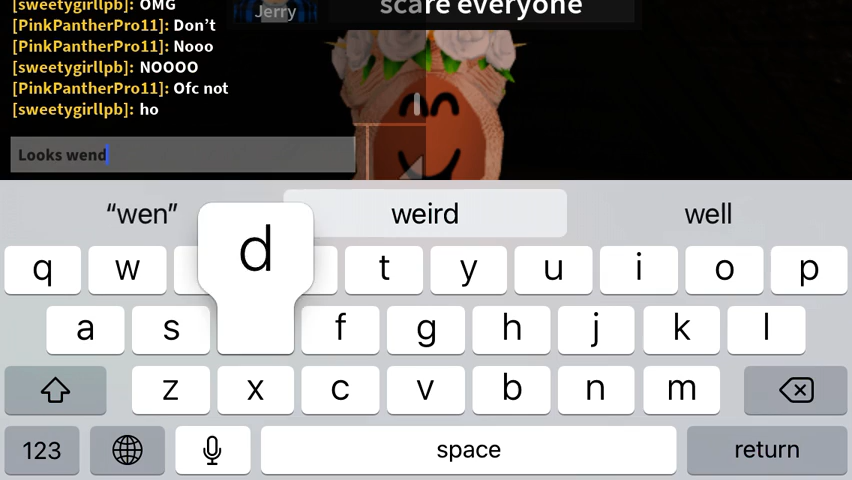 [sweetygirllpb]: OMG
[PinkPantherPro11]: Don't
[PinkPantherPro11]: Nooo
[sweetygirllpb]: NOOOO
[PinkPantherPro11]: Ofc not
[sweetygirllpb]: ho
Jerry
scare everyone
Looks wend
“wen” weird well
d
q w t y u i o p
a s f g h j k l
z x c v b n m
123 space return